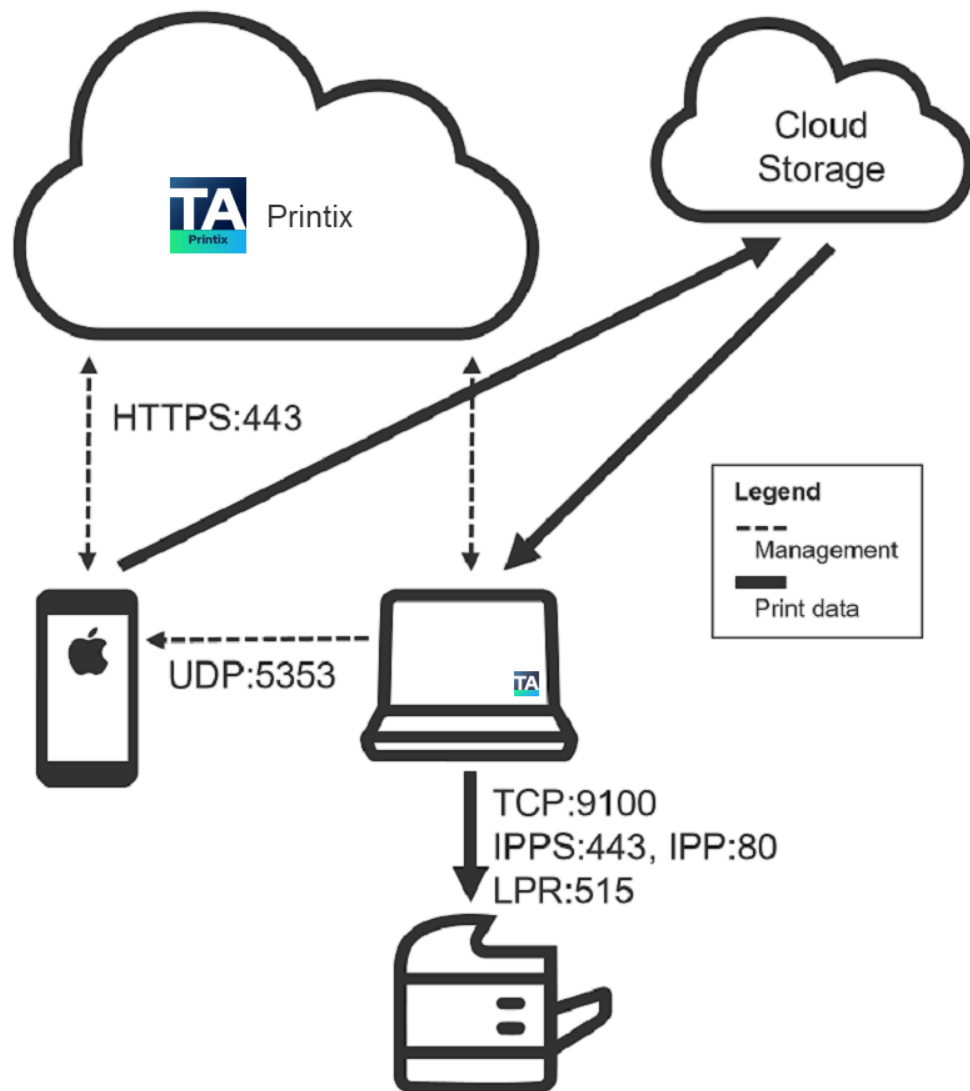 Cloud
Storage
TA
Printix
Printix
HTTPS:443
Legend
Management
Print data
UDP:5353
TA
TCP:9100
IPPS:443, IPP:80
LPR:515